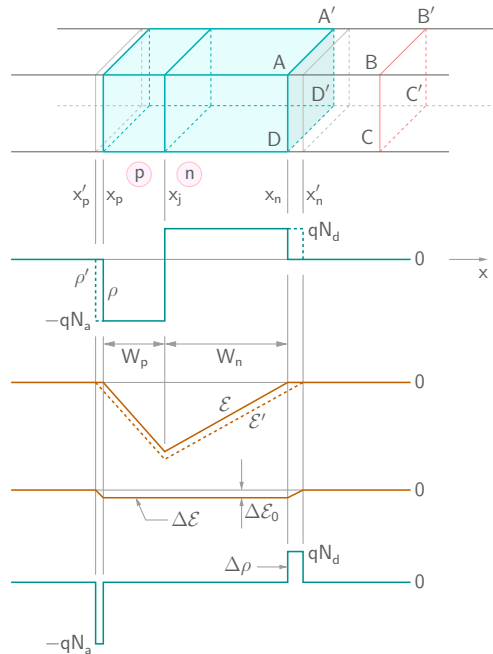 A′ B′
A B
D′ C′
D C
p n
x′p xp xj xn x′n
qNd
0
x
ρ′ ρ
−qNa
Wp Wn
0
ℰ
ℰ′
0
Δℰ Δℰ0
qNd
Δρ
0
−qNa